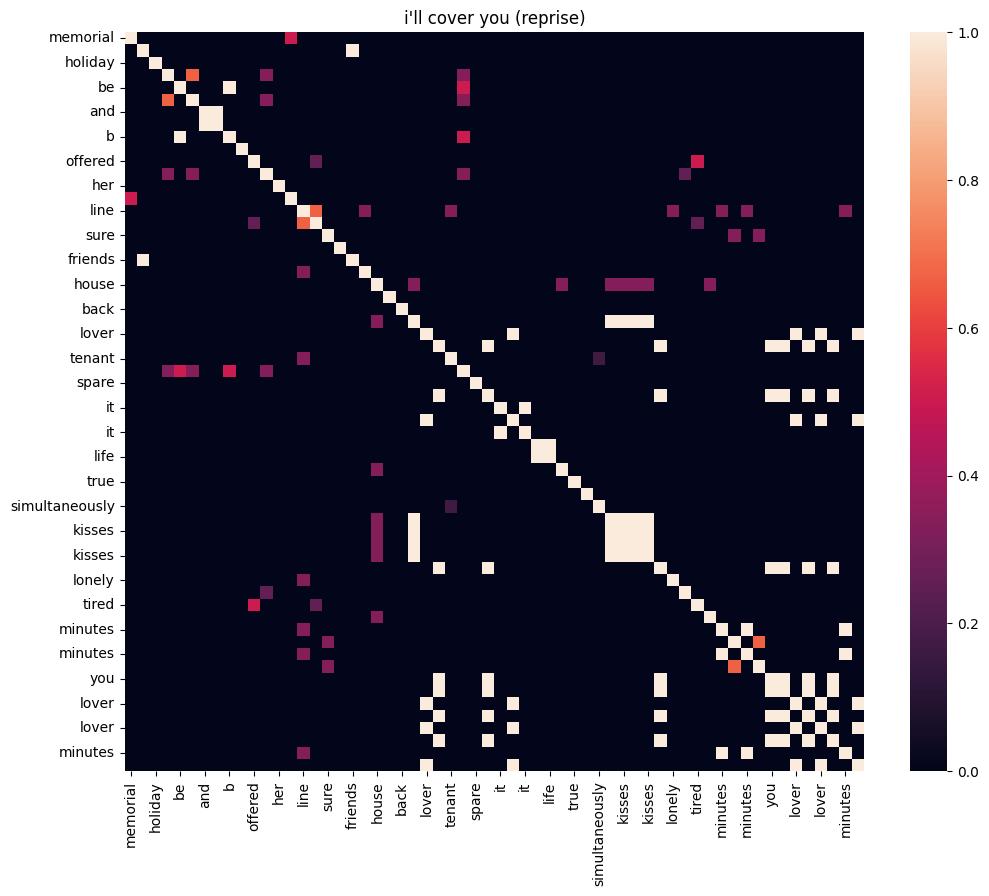 i'll cover you (reprise)
memorial
holiday
be
and
b
offered
her
line
sure
friends
house
back
lover
tenant
spare
it
it
life
true
simultaneously
kisses
kisses
lonely
tired
minutes
minutes
you
lover
lover
minutes
memorial
holiday
be
and
b
offered
her
line
sure
friends
house
back
lover
tenant
spare
it
it
life
true
simultaneously
kisses
kisses
lonely
tired
minutes
minutes
you
lover
lover
minutes
1.0
0.8
0.6
0.4
0.2
0.0